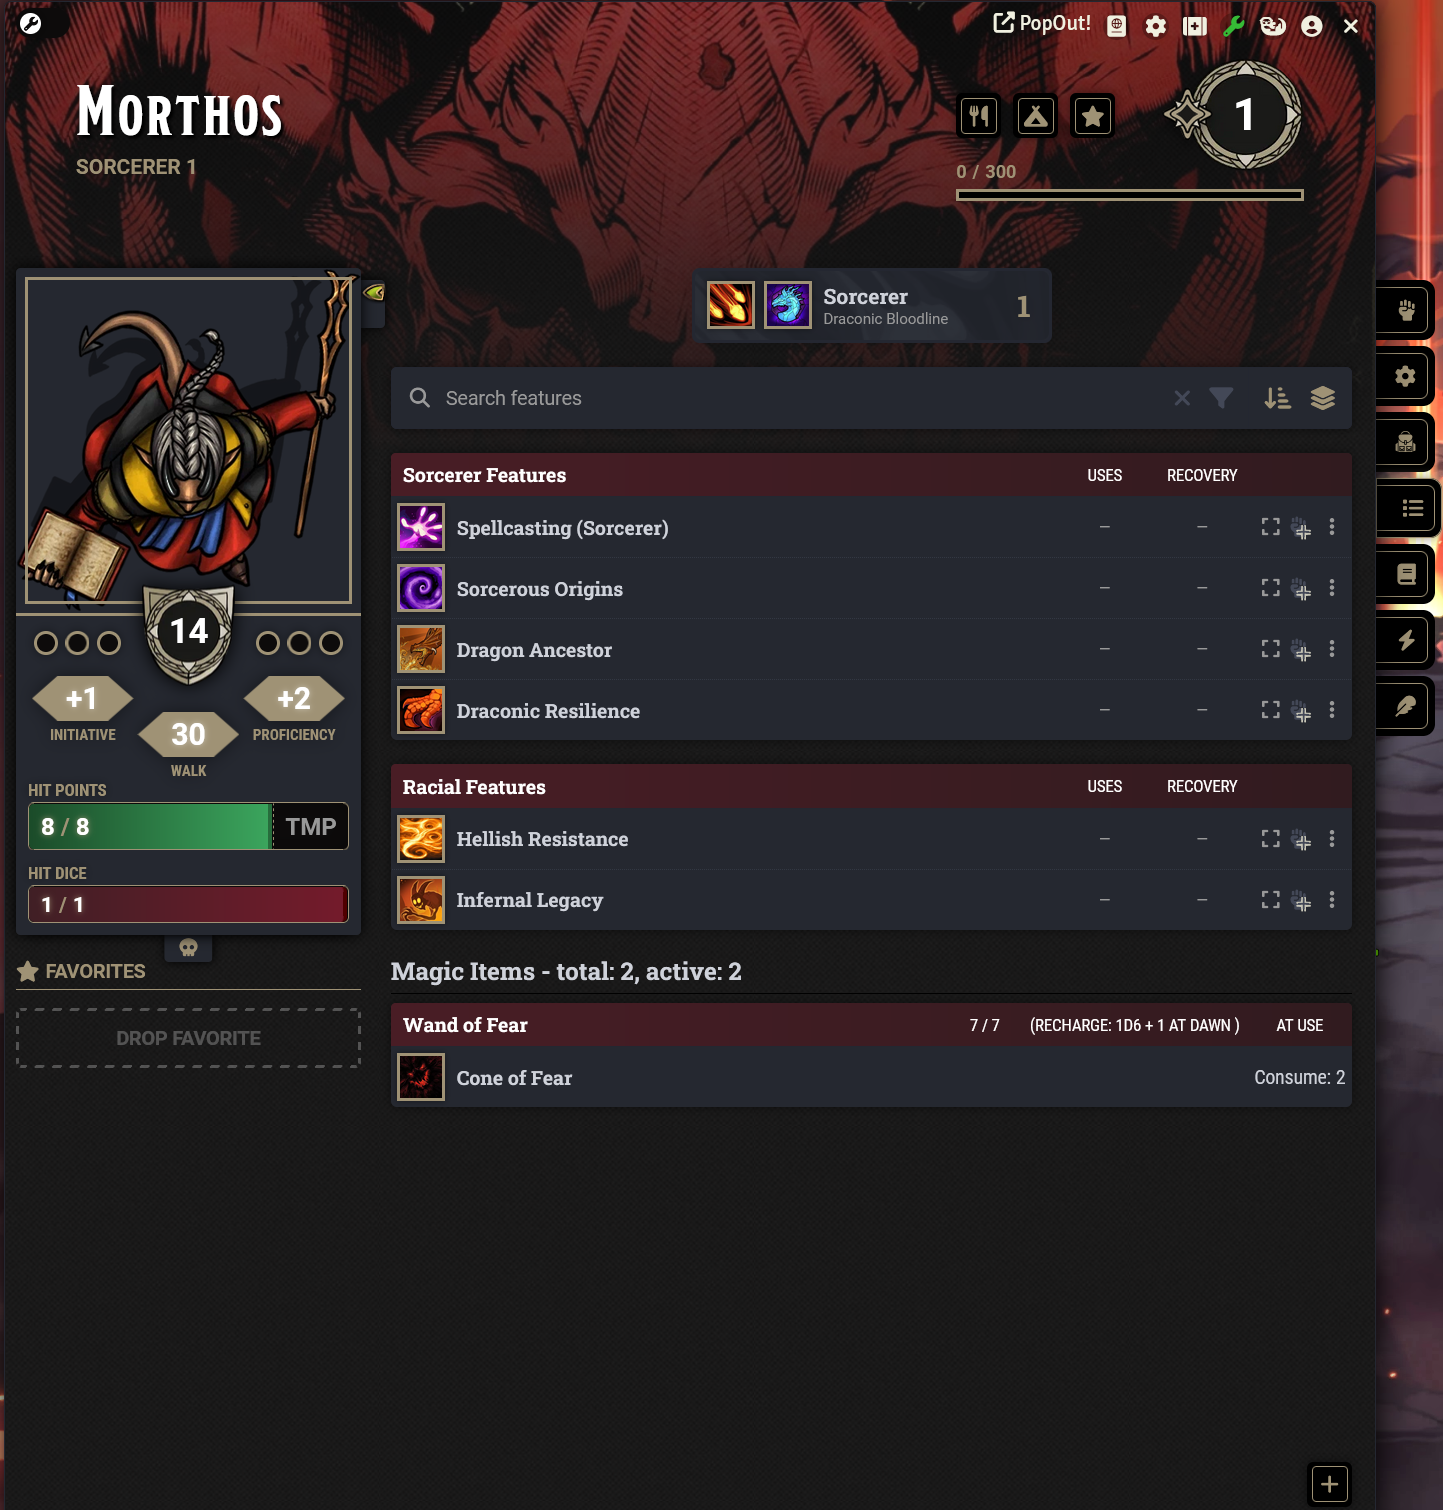 PopOut!
MORTHOS
SORCERER 1
1
0 / 300
Sorcerer
Draconic Bloodline
1
Search features
Sorcerer Features USES RECOVERY
Spellcasting (Sorcerer) — —
Sorcerous Origins — —
Dragon Ancestor — —
Draconic Resilience — —
Racial Features USES RECOVERY
Hellish Resistance — —
Infernal Legacy — —
Magic Items - total: 2, active: 2
Wand of Fear 7 / 7 (RECHARGE: 1D6 + 1 AT DAWN ) AT USE
Cone of Fear Consume: 2
14
+1
INITIATIVE
30
WALK
+2
PROFICIENCY
HIT POINTS
8 / 8 TMP
HIT DICE
1 / 1
FAVORITES
DROP FAVORITE